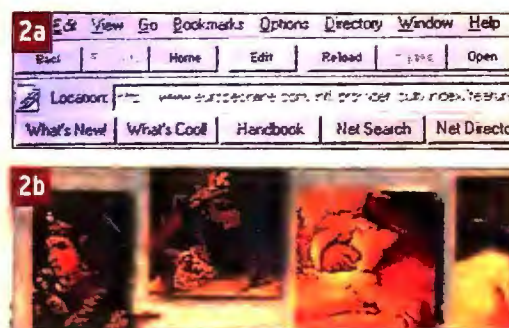 2a
Edit View Go Bookmarks Options Directory Window Help
Back Home Edit Reload Open
Location:
What's New! What's Cool! Handbook Net Search Net Directo
2b